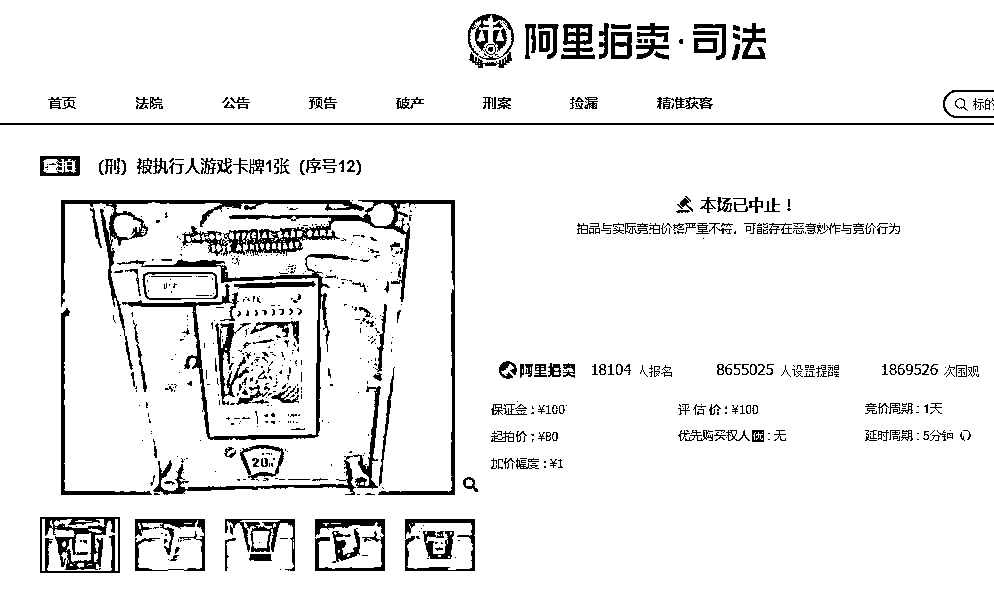 阿里拍卖·司法
首页 法院 公告 预告 破产 刑案 捡漏 精准获客 标的
(刑) 被执行人游戏卡牌1张 (序号12)
本场已中止！
拍品与实际竞拍价格严重不符，可能存在恶意炒作与竞价行为
阿里拍卖 18104 人报名 8655025 人设置提醒 1869526 次围观
保证金：¥100 评估价：¥100 竞价周期：1天
起拍价：¥80 优先购买权人：无 延时周期：5分钟
加价幅度：¥1
20th